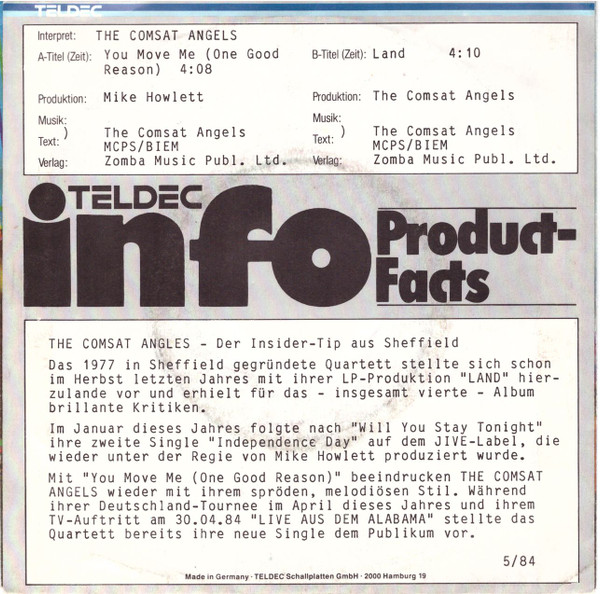 TELDEC
Interpret: THE COMSAT ANGELS
A-Titel (Zeit): You Move Me (One Good
Reason) 4:08
B-Titel (Zeit): Land 4:10
Produktion: Mike Howlett
Produktion: The Comsat Angels
Musik:
Text: ) The Comsat Angels
MCPS/BIEM
Verlag: Zomba Music Publ. Ltd.
Musik:
Text: ) The Comsat Angels
MCPS/BIEM
Verlag: Zomba Music Publ. Ltd.
TELDEC
info
Product-
Facts
THE COMSAT ANGLES - Der Insider-Tip aus Sheffield
Das 1977 in Sheffield gegründete Quartett stellte sich schon
im Herbst letzten Jahres mit ihrer LP-Produktion "LAND" hier-
zulande vor und erhielt für das - insgesamt vierte - Album
brillante Kritiken.
Im Januar dieses Jahres folgte nach "Will You Stay Tonight"
ihre zweite Single "Independence Day" auf dem JIVE-Label, die
wieder unter der Regie von Mike Howlett produziert wurde.
Mit "You Move Me (One Good Reason)" beeindrucken THE COMSAT
ANGELS wieder mit ihrem spröden, melodiösen Stil. Während
ihrer Deutschland-Tournee im April dieses Jahres und ihrem
TV-Auftritt am 30.04.84 "LIVE AUS DEM ALABAMA" stellte das
Quartett bereits ihre neue Single dem Publikum vor.
5/84
Made in Germany · TELDEC Schallplatten GmbH · 2000 Hamburg 19